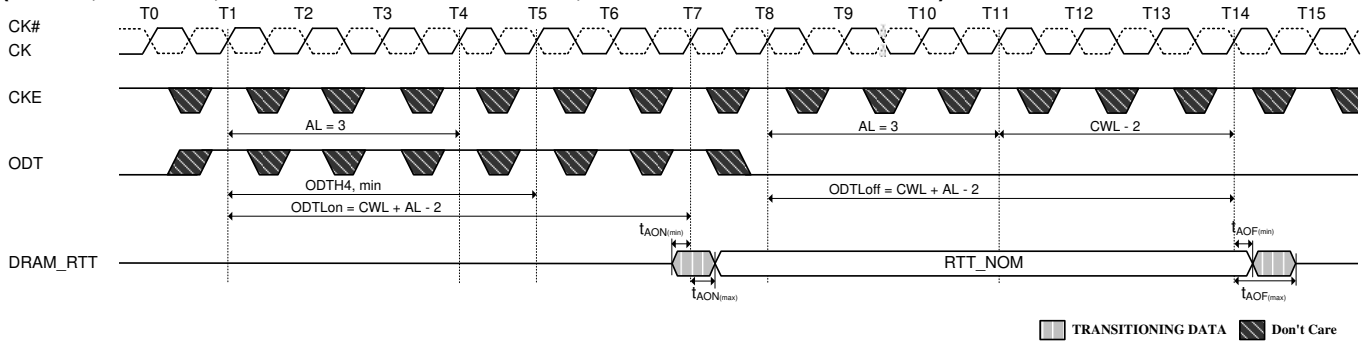 T0 T1 T2 T3 T4 T5 T6 T7 T8 T9 T10 T11 T12 T13 T14 T15
CK#
CK
CKE
AL = 3 AL = 3 CWL - 2
ODT
ODTH4, min
ODTLon = CWL + AL - 2 ODTLoff = CWL + AL - 2
tAON(min) tAOF(min)
DRAM_RTT RTT_NOM
tAON(max) tAOF(max)
TRANSITIONING DATA Don't Care